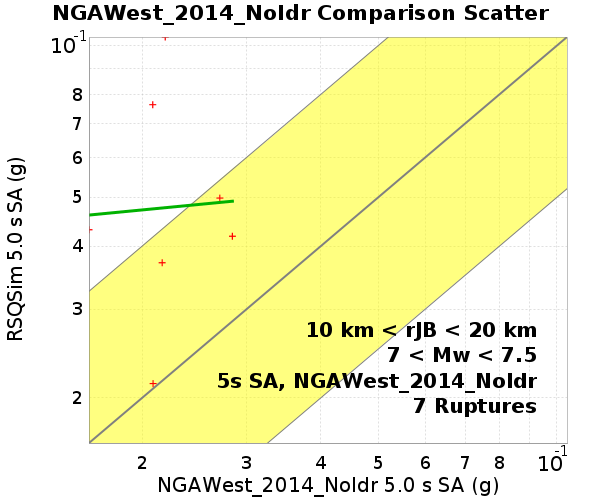 NGAWest_2014_NoIdr Comparison Scatter
10-1
8
7
6
5
4
3
2
RSQSim 5.0 s SA (g)
10 km < rJB < 20 km
7 < Mw < 7.5
5s SA, NGAWest_2014_NoIdr
7 Ruptures
2 3 4 5 6 7 8 10-1
NGAWest_2014_NoIdr 5.0 s SA (g)